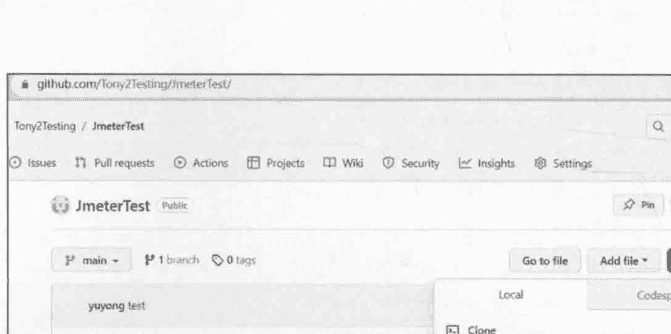 github.com/Tony2Testing/JmeterTest/
Tony2Testing / JmeterTest
Issues Pull requests Actions Projects Wiki Security Insights Settings
JmeterTest Public Pin
main 1 branch 0 tags Go to file Add file
Local
yuyong test
Clone